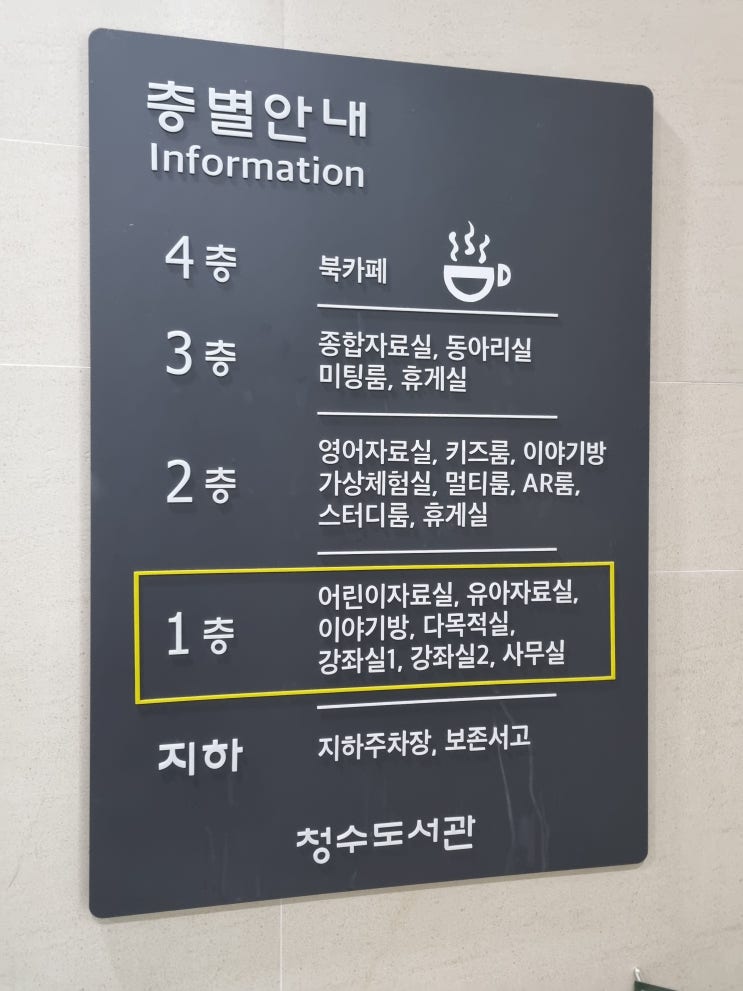 층별안내
Information
4층 북카페
3층 종합자료실, 동아리실
미팅룸, 휴게실
2층 영어자료실, 키즈룸, 이야기방
가상체험실, 멀티룸, AR룸,
스터디룸, 휴게실
1층 어린이자료실, 유아자료실,
이야기방, 다목적실,
강좌실1, 강좌실2, 사무실
지하 지하주차장, 보존서고
청수도서관